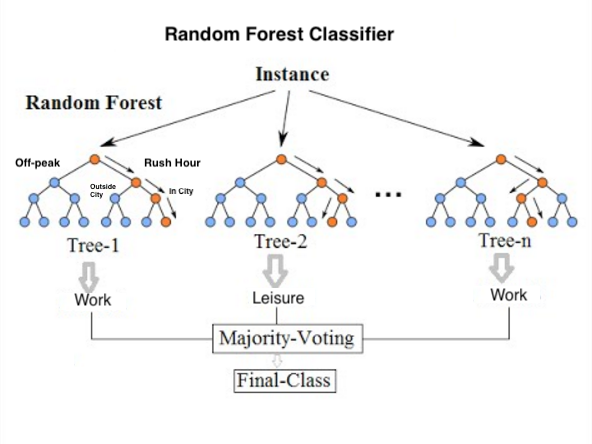 Random Forest Classifier
Instance
Random Forest
Off-peak
Rush Hour
Outside
City
In City
...
Tree-1
Tree-2
Tree-n
Work
Leisure
Work
Majority-Voting
Final-Class